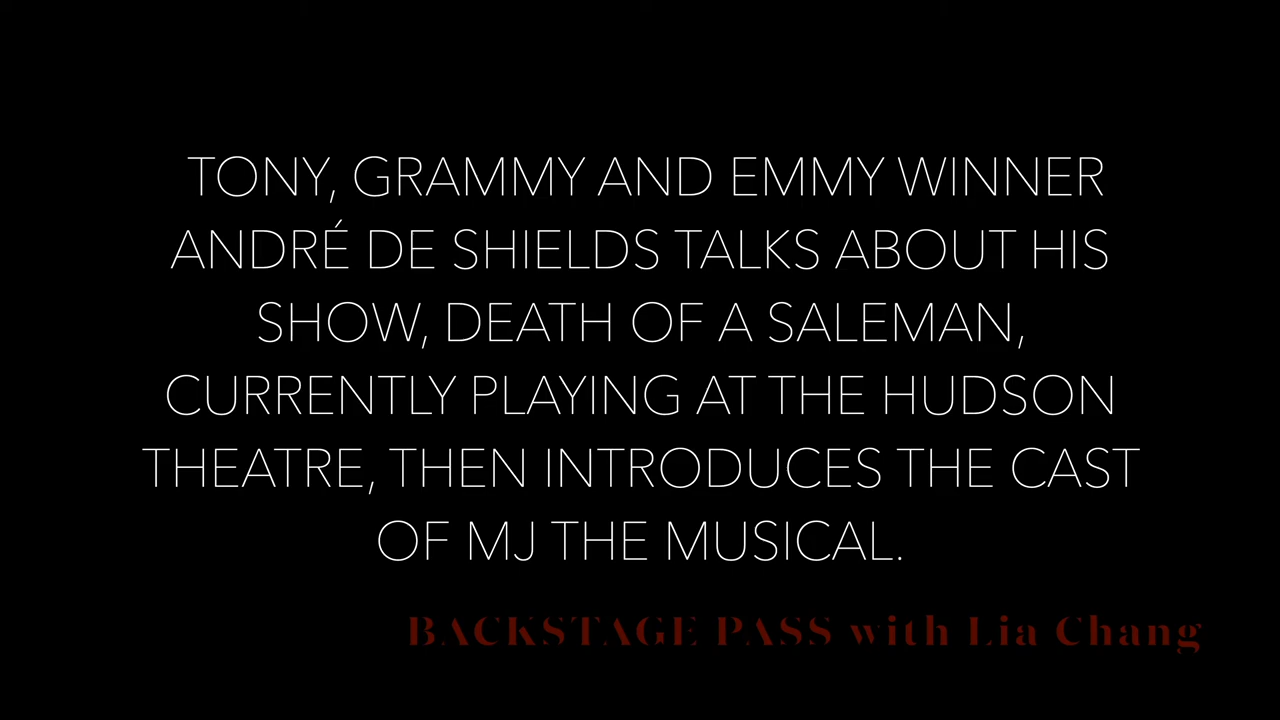 TONY, GRAMMY AND EMMY WINNER
ANDRÉ DE SHIELDS TALKS ABOUT HIS
SHOW, DEATH OF A SALEMAN,
CURRENTLY PLAYING AT THE HUDSON
THEATRE, THEN INTRODUCES THE CAST
OF MJ THE MUSICAL.
BACKSTAGE PASS with Lia Chang